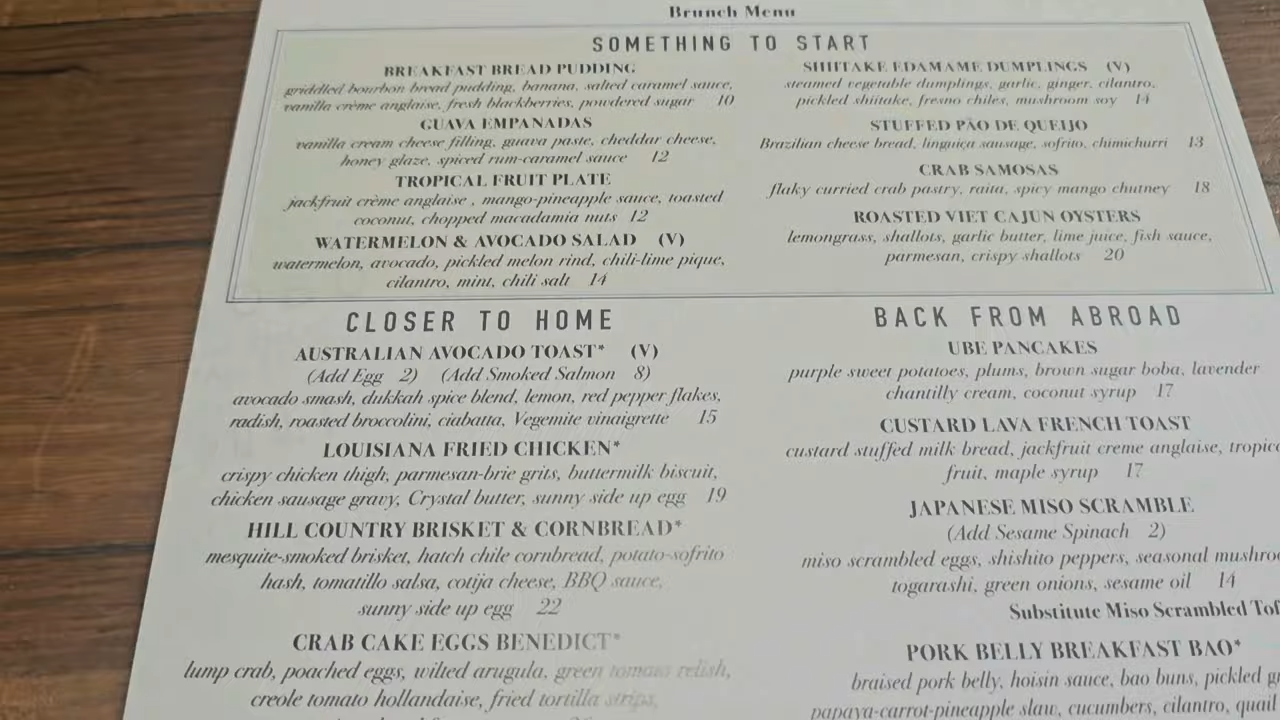 Brunch Menu
SOMETHING TO START
BREAKFAST BREAD PUDDING
griddled bourbon bread pudding, banana, salted caramel sauce,
vanilla crème anglaise, fresh blackberries, powdered sugar 10
GUAVA EMPANADAS
vanilla cream cheese filling, guava paste, cheddar cheese,
honey glaze, spiced rum-caramel sauce 12
TROPICAL FRUIT PLATE
jackfruit crème anglaise , mango-pineapple sauce, toasted
coconut, chopped macadamia nuts 12
WATERMELON & AVOCADO SALAD (V)
watermelon, avocado, pickled melon rind, chili-lime pique,
cilantro, mint, chili salt 14
SHIITAKE EDAMAME DUMPLINGS (V)
steamed vegetable dumplings, garlic, ginger, cilantro,
pickled shiitake, fresno chiles, mushroom soy 14
STUFFED PÃO DE QUEIJO
Brazilian cheese bread, linguiça sausage, sofrito, chimichurri 13
CRAB SAMOSAS
flaky curried crab pastry, raita, spicy mango chutney 18
ROASTED VIET CAJUN OYSTERS
lemongrass, shallots, garlic butter, lime juice, fish sauce,
parmesan, crispy shallots 20
CLOSER TO HOME
AUSTRALIAN AVOCADO TOAST* (V)
(Add Egg 2) (Add Smoked Salmon 8)
avocado smash, dukkah spice blend, lemon, red pepper flakes,
radish, roasted broccolini, ciabatta, Vegemite vinaigrette 15
LOUISIANA FRIED CHICKEN*
crispy chicken thigh, parmesan-brie grits, buttermilk biscuit,
chicken sausage gravy, Crystal butter, sunny side up egg 19
HILL COUNTRY BRISKET & CORNBREAD*
mesquite-smoked brisket, hatch chile cornbread, potato-sofrito
hash, tomatillo salsa, cotija cheese, BBQ sauce,
sunny side up egg 22
CRAB CAKE EGGS BENEDICT*
lump crab, poached eggs, wilted arugula, green tomato relish,
creole tomato hollandaise, fried tortilla strips,
BACK FROM ABROAD
UBE PANCAKES
purple sweet potatoes, plums, brown sugar boba, lavender
chantilly cream, coconut syrup 17
CUSTARD LAVA FRENCH TOAST
custard stuffed milk bread, jackfruit creme anglaise, tropic
fruit, maple syrup 17
JAPANESE MISO SCRAMBLE
(Add Sesame Spinach 2)
miso scrambled eggs, shishito peppers, seasonal mushro
togarashi, green onions, sesame oil 14
Substitute Miso Scrambled Tof
PORK BELLY BREAKFAST BAO*
braised pork belly, hoisin sauce, bao buns, pickled g
papaya-carrot-pineapple slaw, cucumbers, cilantro, quail